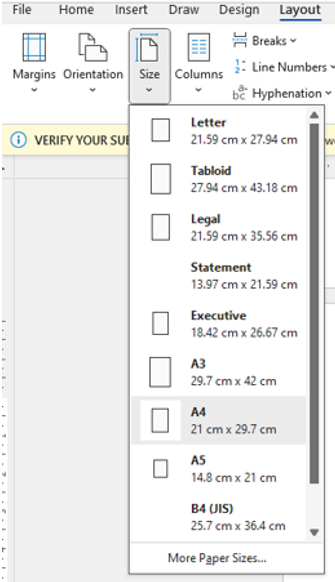 File Home Insert Draw Design Layout
Margins Orientation Size Columns
Breaks
Line Numbers
Hyphenation
VERIFY YOUR
Letter
21.59 cm x 27.94 cm
Tabloid
27.94 cm x 43.18 cm
Legal
21.59 cm x 35.56 cm
Statement
13.97 cm x 21.59 cm
Executive
18.42 cm x 26.67 cm
A3
29.7 cm x 42 cm
A4
21 cm x 29.7 cm
A5
14.8 cm x 21 cm
B4 (JIS)
25.7 cm x 36.4 cm
More Paper Sizes...